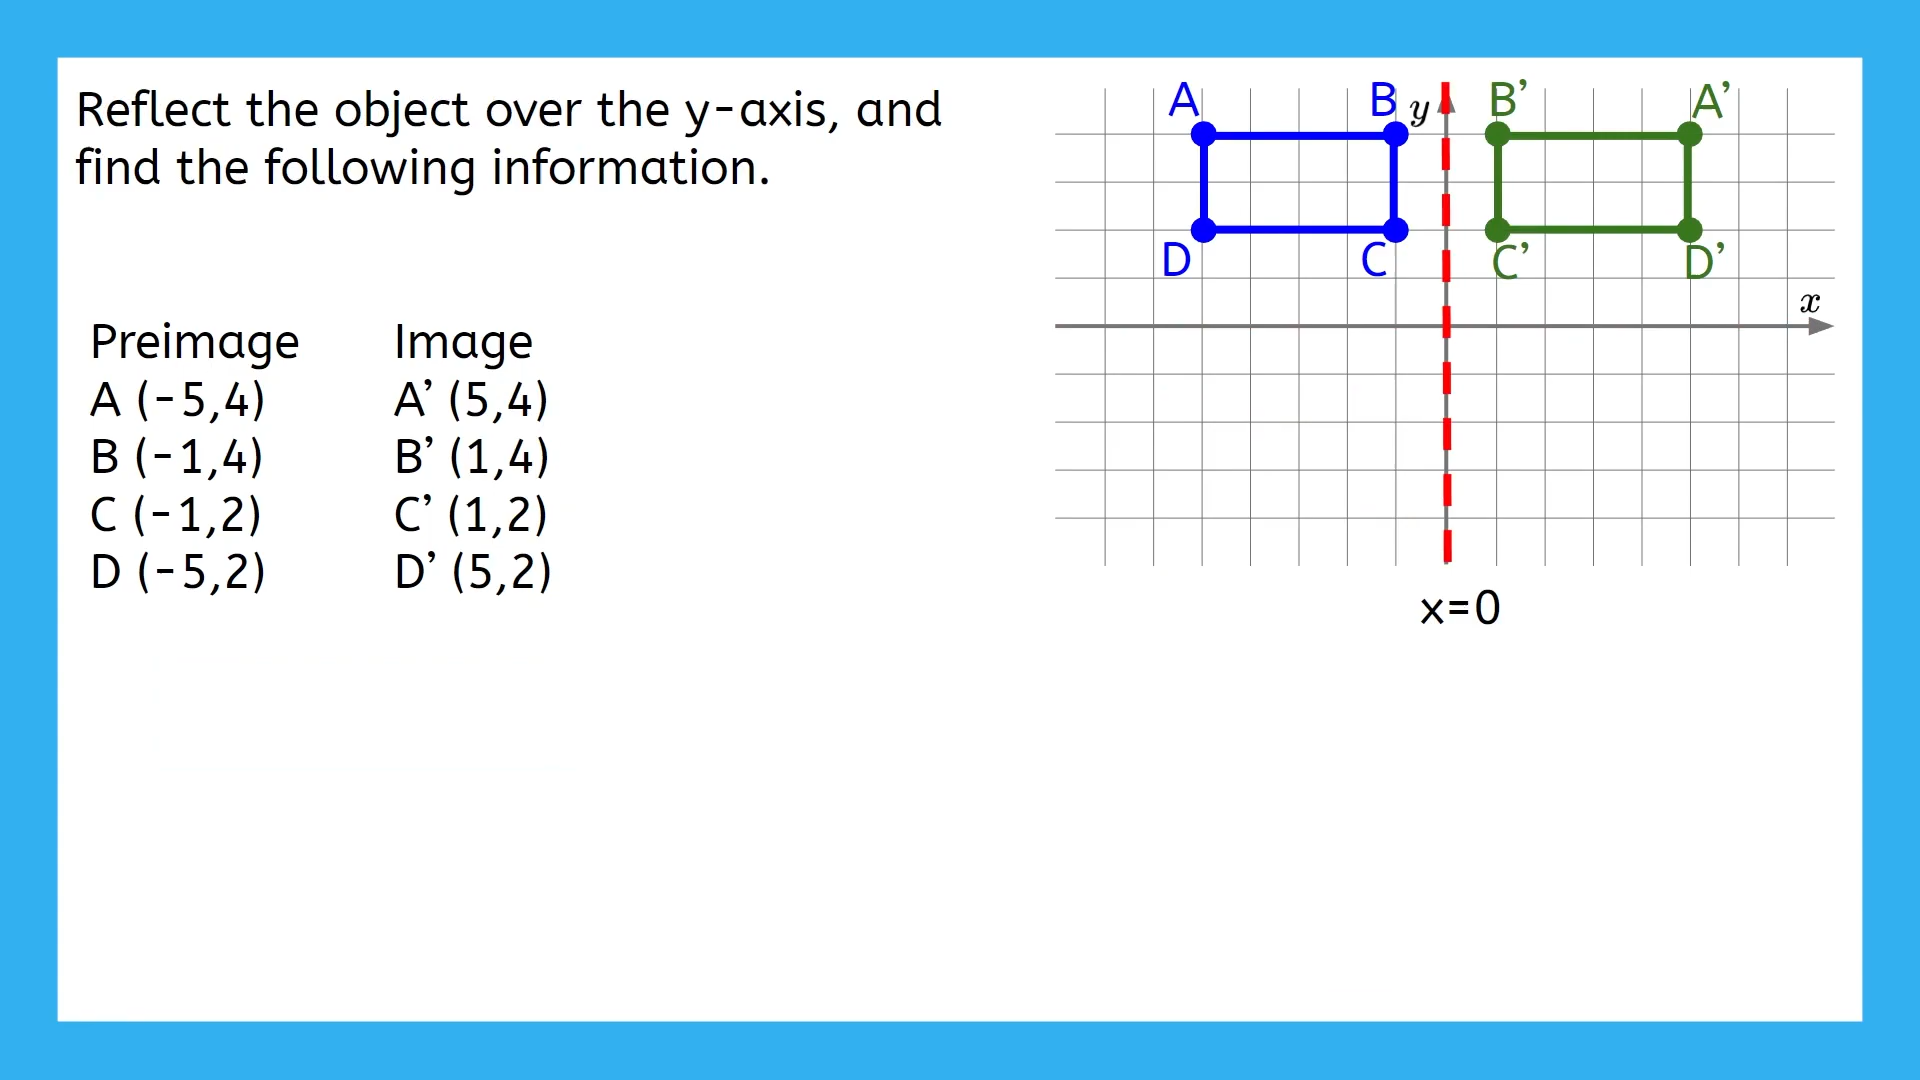 Reflect the object over the y-axis, and
find the following information.
Preimage
A (-5,4)
B (-1,4)
C (-1,2)
D (-5,2)
Image
A’ (5,4)
B’ (1,4)
C’ (1,2)
D’ (5,2)
A
B
y
B’
A’
D
C
C’
D’
x
x=0